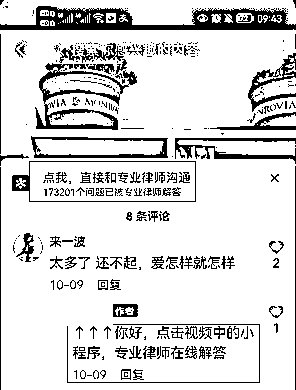 09:43
点我，直接和专业律师沟通
173201个问题已被专业律师解答
8 条评论
来一波
太多了 还不起，爱怎样就怎样
2
10-09 回复
作者
↑↑↑你好，点击视频中的小
程序，专业律师在线解答
1
10-09 回复